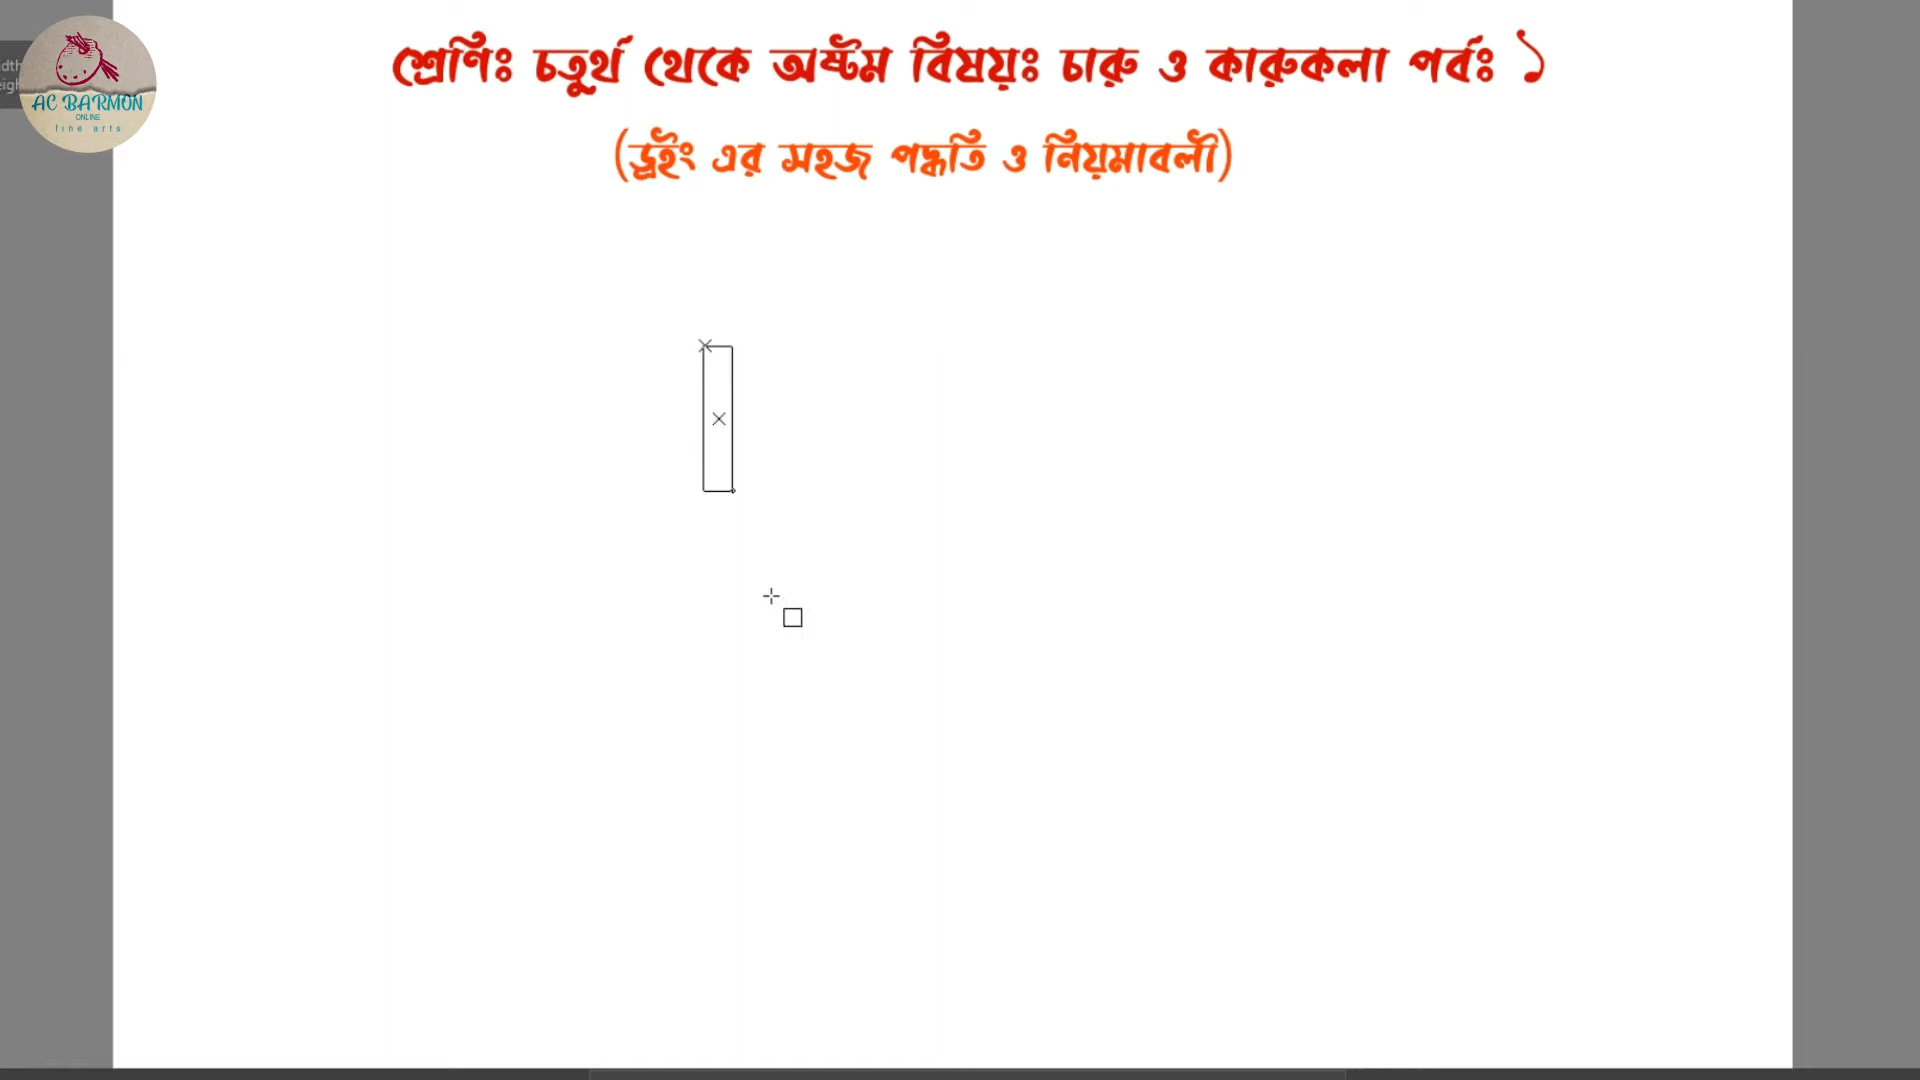 শ্রেণিঃ চতুর্থ থেকে অষ্টম বিষয়ঃ চারু ও কারুকলা পর্বঃ ১
(ড্রইং এর সহজ পদ্ধতি ও নিয়মাবলী)
AC BARMON
ONLINE
fine arts